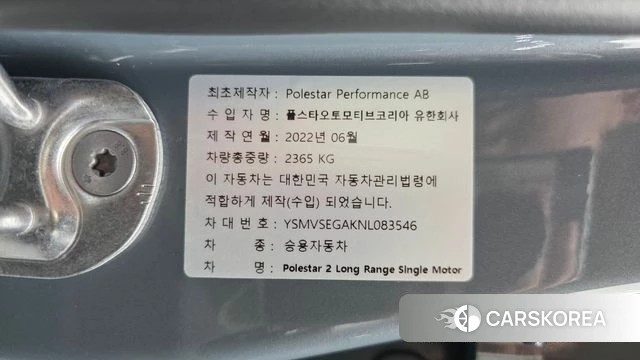 최초제작자 : Polestar Performance AB
수 입 자 명 : 폴스타오토모티브코리아 유한회사
제 작 연 월 : 2022년 06월
차량총중량 : 2365 KG
이 자동차는 대한민국 자동차관리법령에
적합하게 제작(수입) 되었습니다.
차 대 번 호 : YSMVSEGAKNL083546
차 종 : 승용자동차
차 명 : Polestar 2 Long Range Single Motor
CARSKOREA